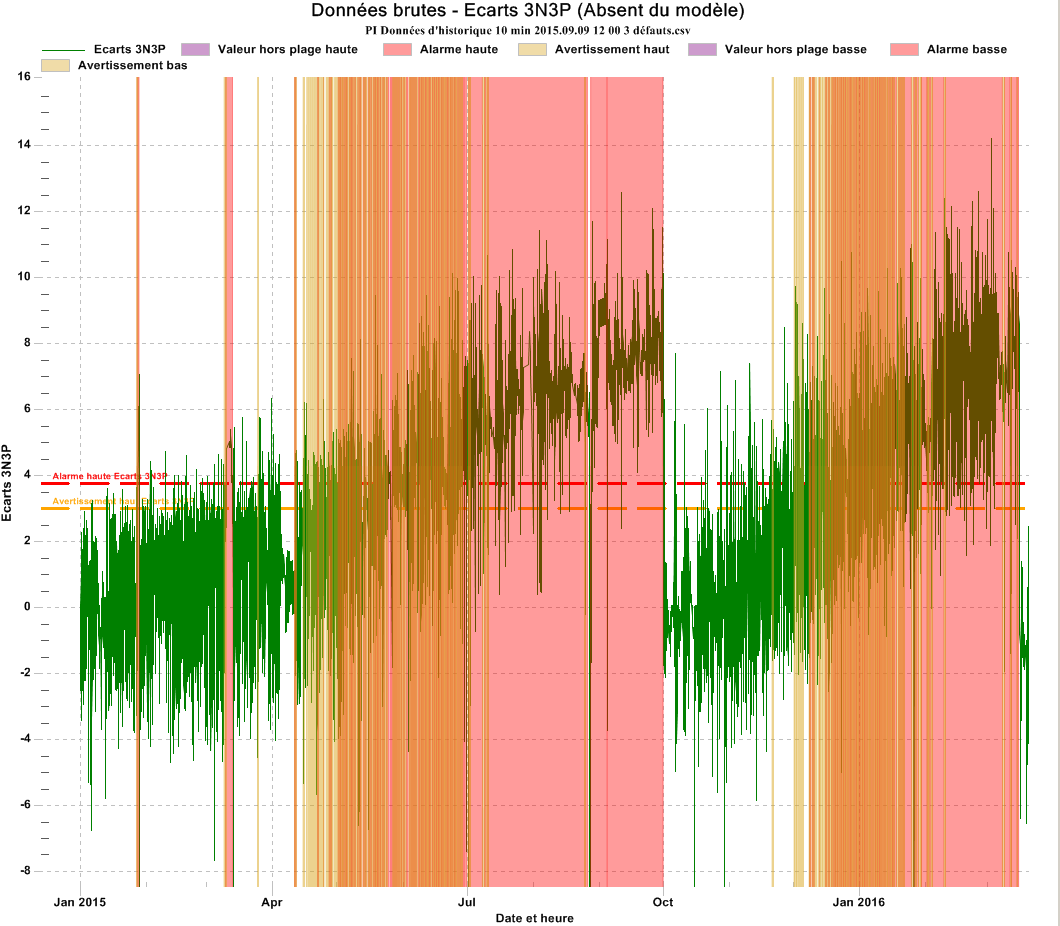 Données brutes - Ecarts 3N3P (Absent du modèle)
PI Données d'historique 10 min 2015.09.09 12 00 3 défauts.csv
Ecarts 3N3P Valeur hors plage haute Alarme haute Avertissement haut Valeur hors plage basse Alarme basse
Avertissement bas
16
14
12
10
8
6
4
2
0
-2
-4
-6
-8
Ecarts 3N3P
Alarme haute Ecarts 3N3P
Avertissement haut Ecarts
Jan 2015 Apr Jul Oct Jan 2016
Date et heure